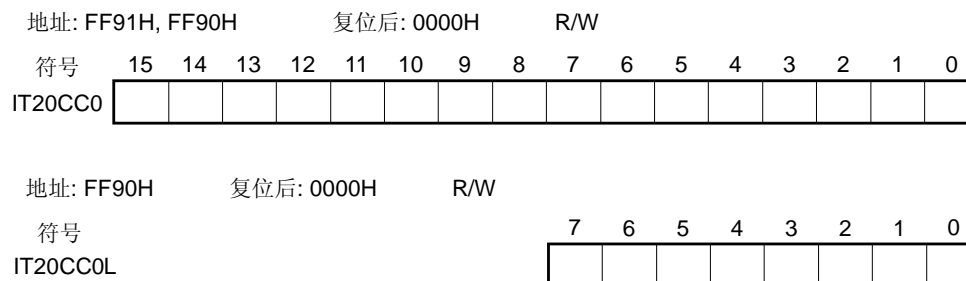 地址: FF91H, FF90H 复位后: 0000H R/W
符号 15 14 13 12 11 10 9 8 7 6 5 4 3 2 1 0
IT20CC0
地址: FF90H 复位后: 0000H R/W
符号 7 6 5 4 3 2 1 0
IT20CC0L